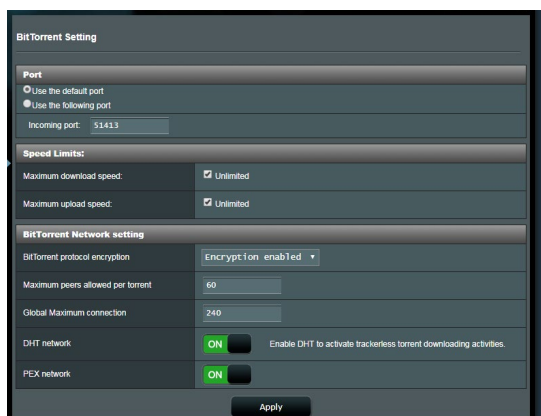 BitTorrent Setting
Port
Use the default port
Use the following port
Incoming port: 51413
Speed Limits:
Maximum download speed: Unlimited
Maximum upload speed: Unlimited
BitTorrent Network setting
BitTorrent protocol encryption Encryption enabled
Maximum peers allowed per torrent 60
Global Maximum connection 240
DHT network ON Enable DHT to activate trackerless torrent downloading activities.
PEX network ON
Apply